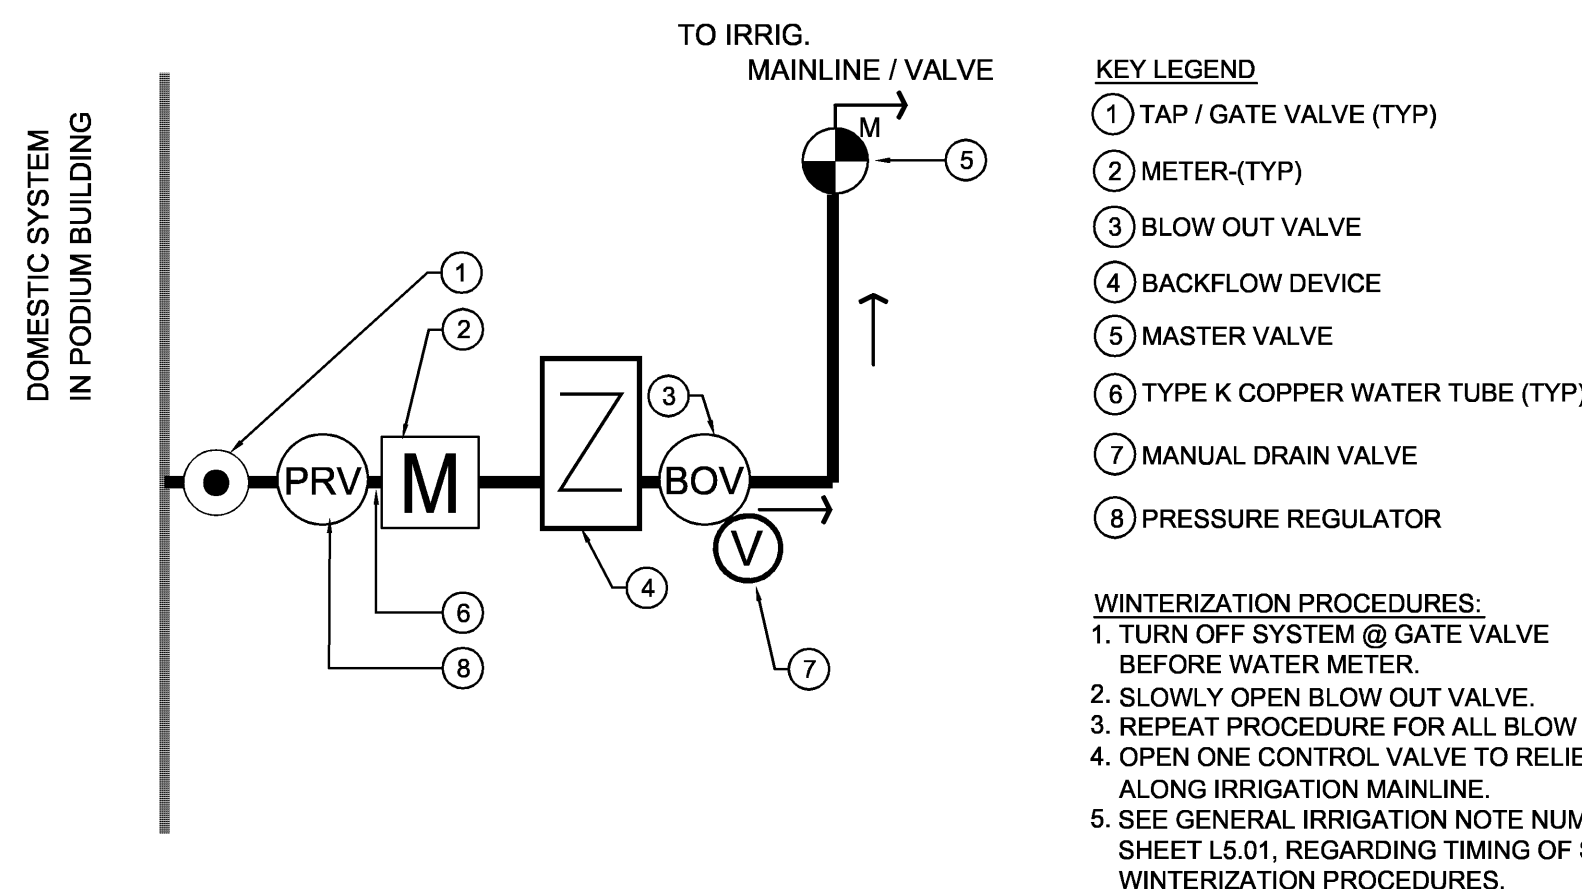 TO IRRIG.
MAINLINE / VALVE
DOMESTIC SYSTEM
IN PODIUM BUILDING
M
5
1
2
3
PRV
M
Z
BOV
V
4
6
8
7
KEY LEGEND
1 TAP / GATE VALVE (TYP)
2 METER-(TYP)
3 BLOW OUT VALVE
4 BACKFLOW DEVICE
5 MASTER VALVE
6 TYPE K COPPER WATER TUBE (TYP)
7 MANUAL DRAIN VALVE
8 PRESSURE REGULATOR
WINTERIZATION PROCEDURES:
1. TURN OFF SYSTEM @ GATE VALVE
BEFORE WATER METER.
2. SLOWLY OPEN BLOW OUT VALVE.
3. REPEAT PROCEDURE FOR ALL BLOW
4. OPEN ONE CONTROL VALVE TO
ALONG IRRIGATION MAINLINE.
5. SEE GENERAL IRRIGATION NOTE
SHEET L5.01, REGARDING TIMING OF
WINTERIZATION PROCEDURES.